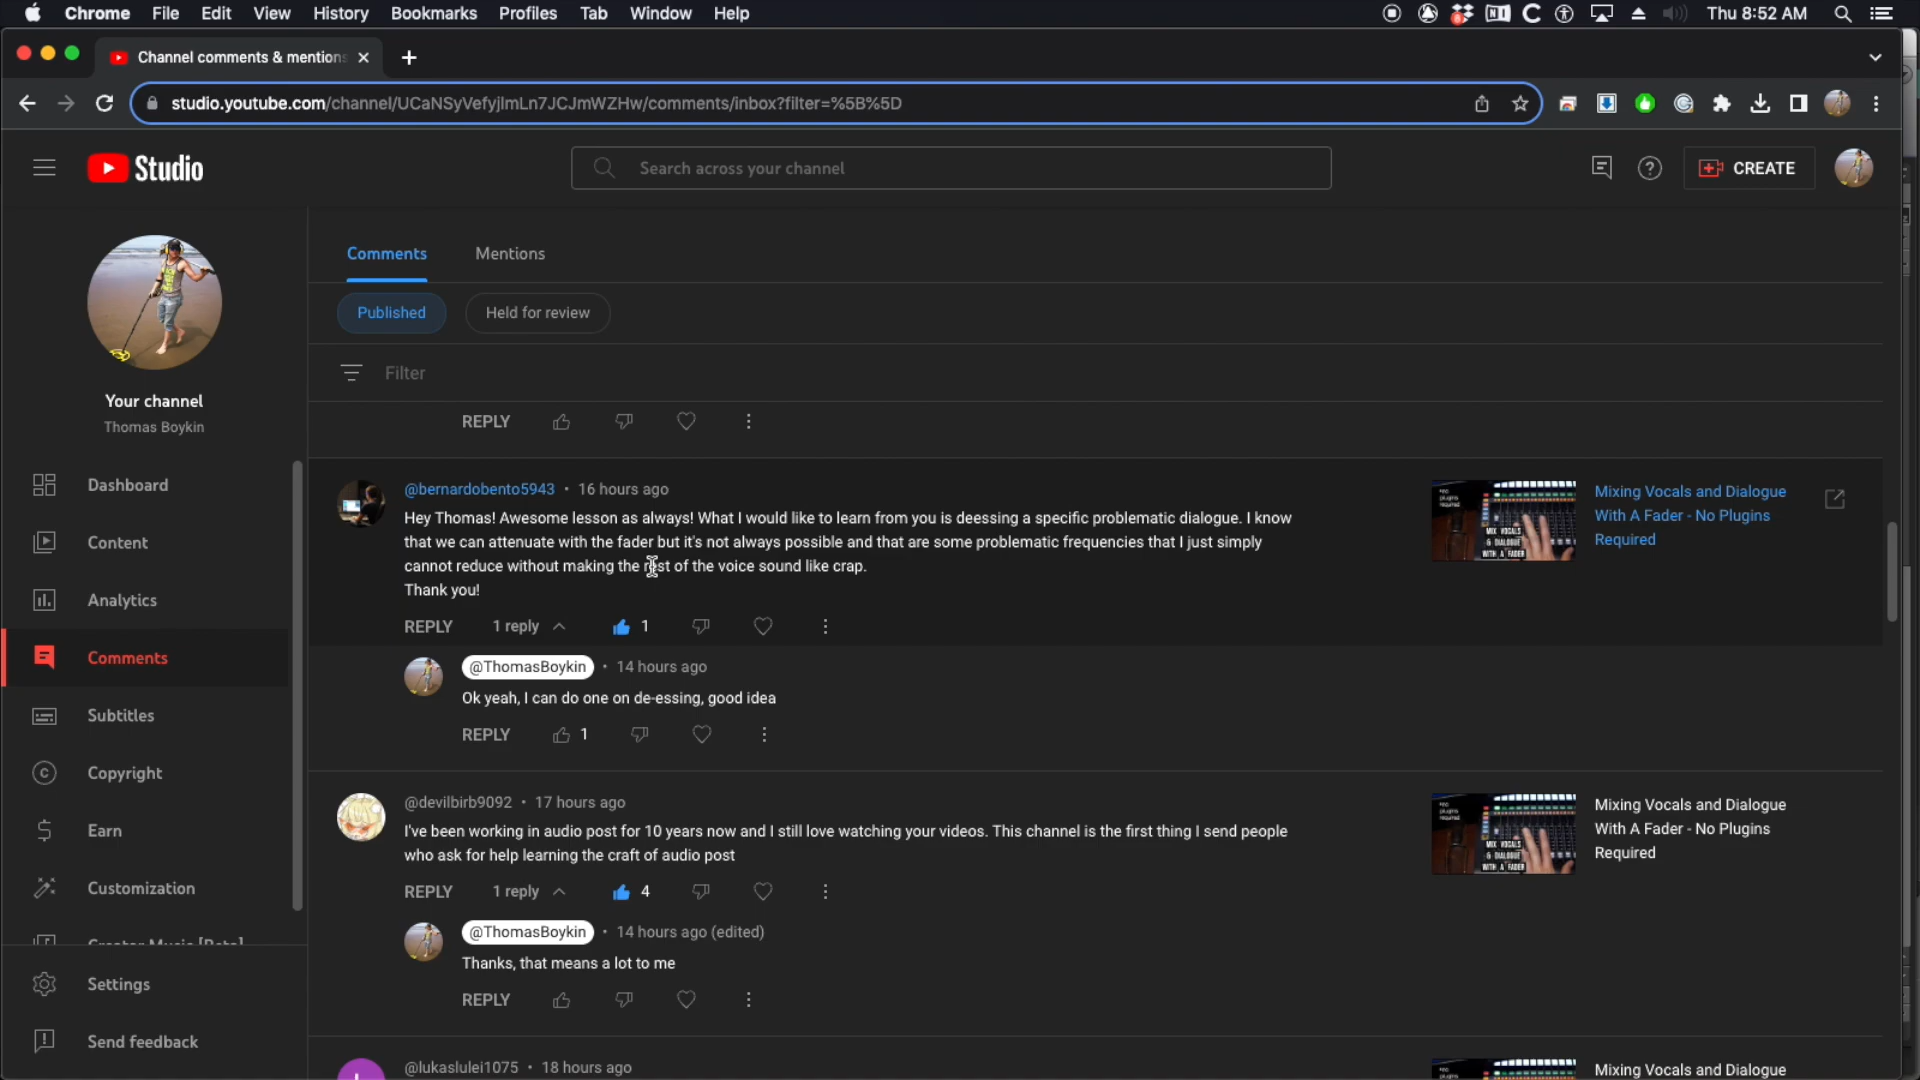 Chrome File Edit View History Bookmarks Profiles Tab Window Help
Thu 8:52 AM
Channel comments & mention
studio.youtube.com/channel/UCaNSyVefyjlmLn7JCJmWZHw/comments/inbox?filter=%5B%5D
Studio
Search across your channel
CREATE
Your channel
Thomas Boykin
Dashboard
Content
Analytics
Comments
Subtitles
Copyright
Earn
Customization
Creator Music [Beta]
Settings
Send feedback
Comments Mentions
Published Held for review
Filter
REPLY
@bernardobento5943 • 16 hours ago
Hey Thomas! Awesome lesson as always! What I would like to learn from you is deessing a specific problematic dialogue. I know
that we can attenuate with the fader but it's not always possible and that are some problematic frequencies that I just simply
cannot reduce without making the rest of the voice sound like crap.
Thank you!
REPLY 1 reply 1
Mixing Vocals and Dialogue
With A Fader - No Plugins
Required
@ThomasBoykin • 14 hours ago
Ok yeah, I can do one on de-essing, good idea
REPLY 1
@devilbirb9092 • 17 hours ago
I've been working in audio post for 10 years now and I still love watching your videos. This channel is the first thing I send people
who ask for help learning the craft of audio post
REPLY 1 reply 4
Mixing Vocals and Dialogue
With A Fader - No Plugins
Required
@ThomasBoykin • 14 hours ago (edited)
Thanks, that means a lot to me
REPLY
@lukaslulei1075 • 18 hours ago
Mixing Vocals and Dialogue